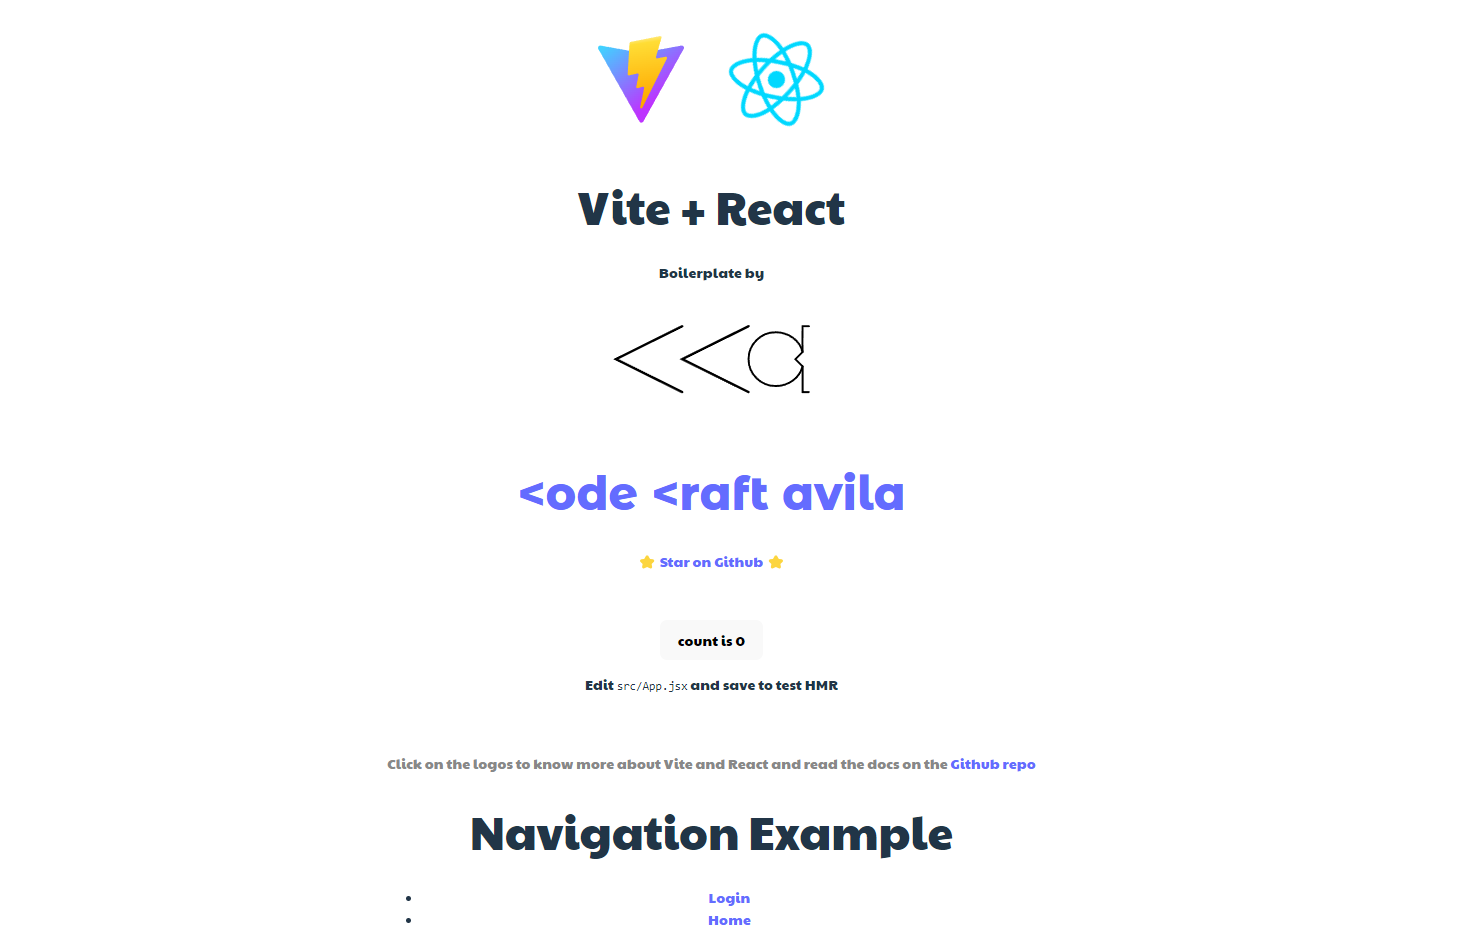 Vite + React
Boilerplate by
<<a
<ode <raft avila
⭐ Star on Github ⭐
count is 0
Edit src/App.jsx and save to test HMR
Click on the logos to know more about Vite and React and read the docs on the Github repo
Navigation Example
• Login
• Home